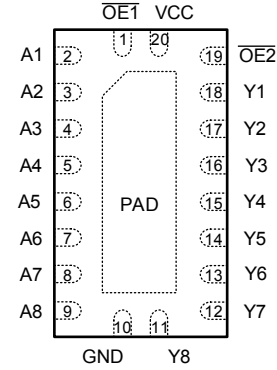 OE1 VCC
1 20
A1 2 19 OE2
A2 3 18 Y1
A3 4 17 Y2
A4 5 16 Y3
A5 6 PAD 15 Y4
A6 7 14 Y5
A7 8 13 Y6
A8 9 12 Y7
10 11
GND Y8